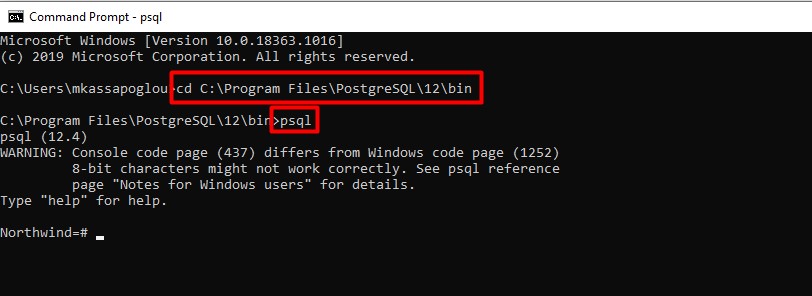 Command Prompt - psql
Microsoft Windows [Version 10.0.18363.1016]
(c) 2019 Microsoft Corporation. All rights reserved.
C:\Users\mkassapoglou>cd C:\Program Files\PostgreSQL\12\bin
C:\Program Files\PostgreSQL\12\bin>psql
psql (12.4)
WARNING: Console code page (437) differs from Windows code page (1252)
8-bit characters might not work correctly. See psql reference
page "Notes for Windows users" for details.
Type "help" for help.
Northwind=#